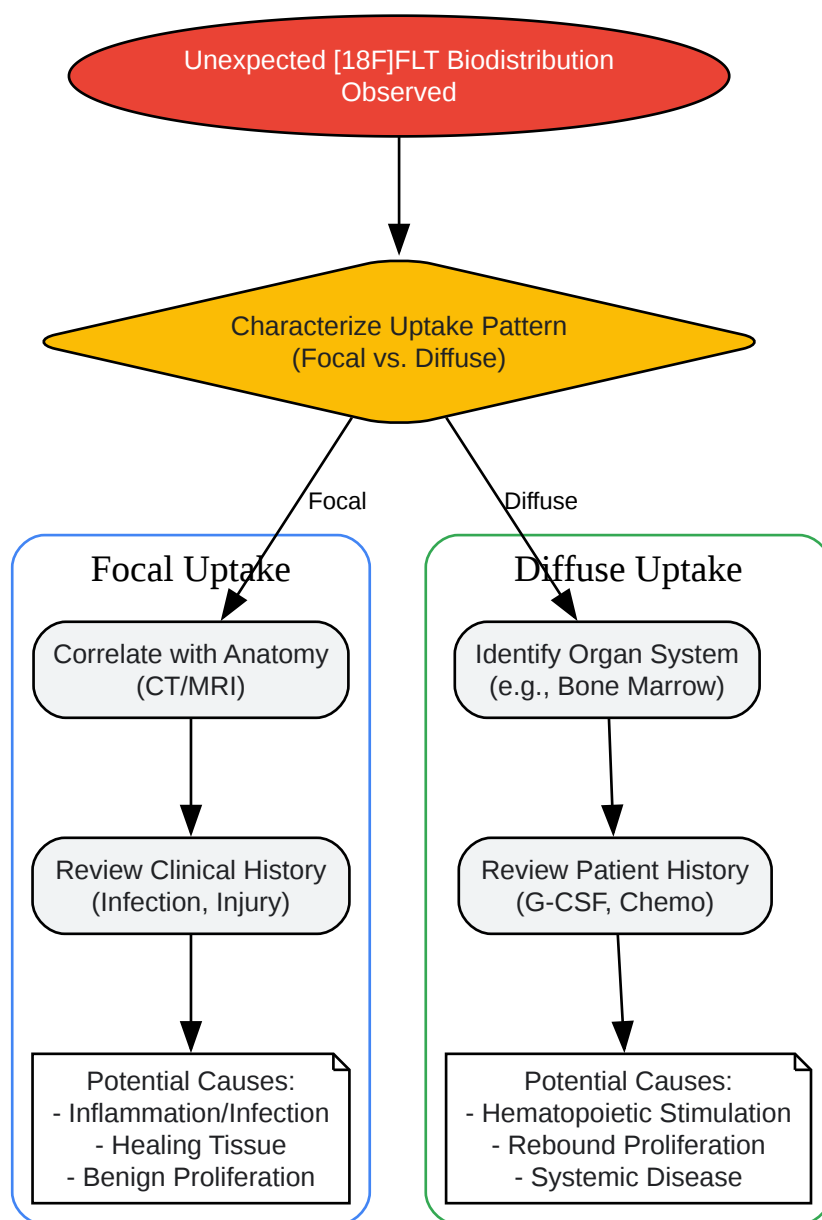 Unexpected [18F]FLT Biodistribution
Observed
Characterize Uptake Pattern
(Focal vs. Diffuse)
Focal
Diffuse
Focal Uptake
Correlate with Anatomy
(CT/MRI)
Review Clinical History
(Infection, Injury)
Potential Causes:
- Inflammation/Infection
- Healing Tissue
- Benign Proliferation
Diffuse Uptake
Identify Organ System
(e.g., Bone Marrow)
Review Patient History
(G-CSF, Chemo)
Potential Causes:
- Hematopoietic Stimulation
- Rebound Proliferation
- Systemic Disease